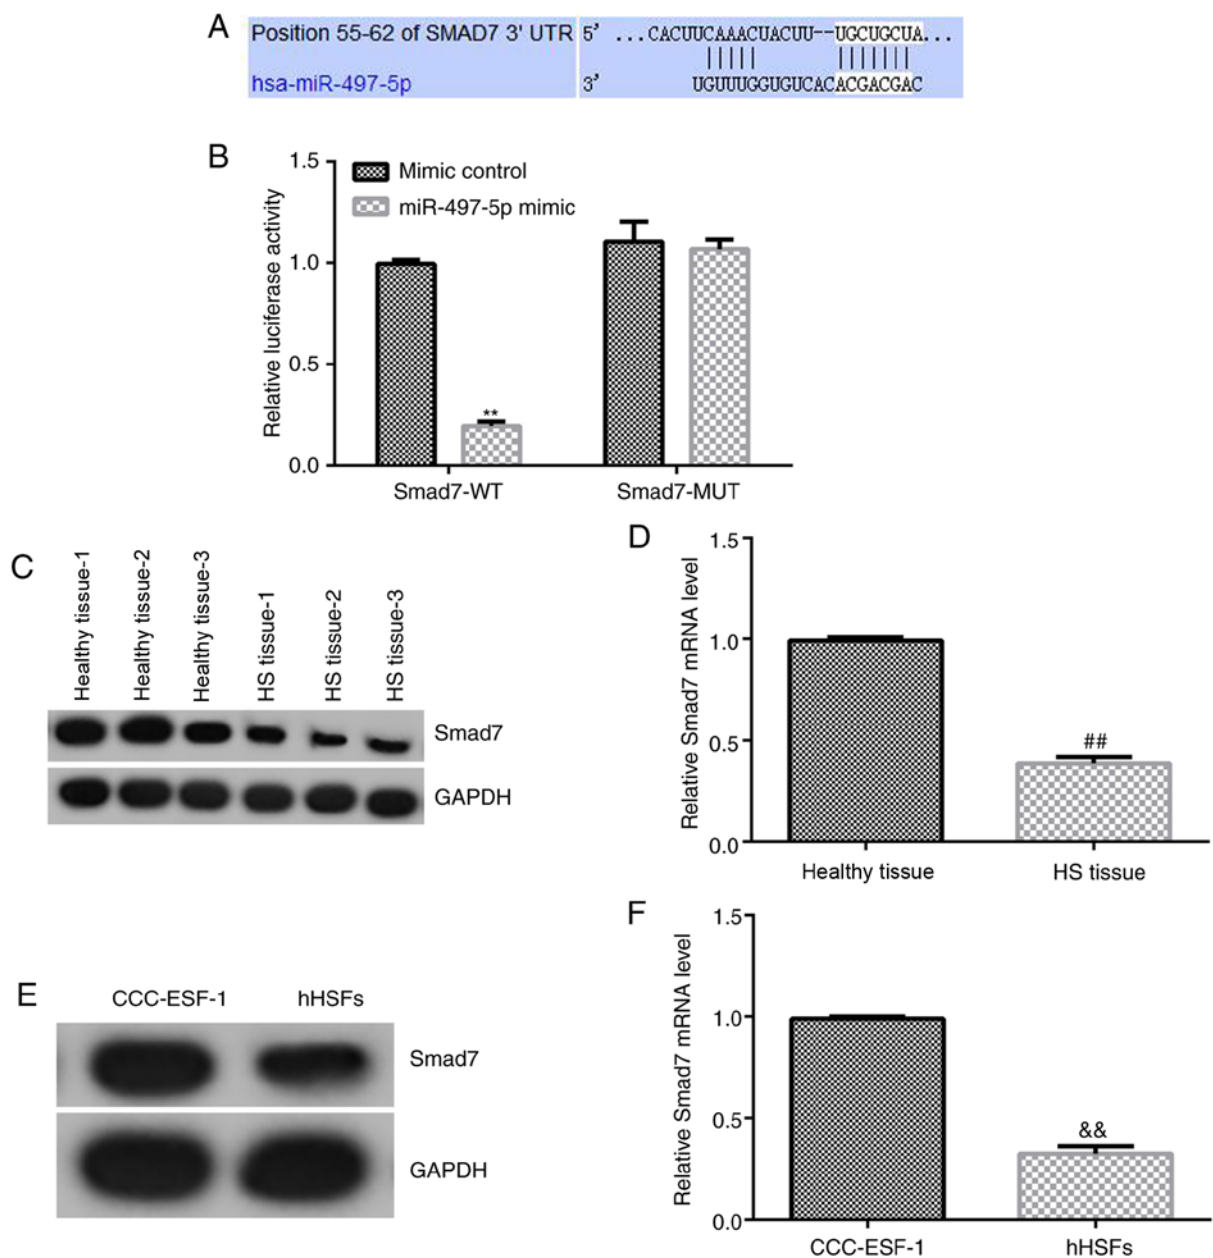 A
Position 55-62 of SMAD7 3' UTR 5' ...CACUUCAAACUACUU--UGCUGCUA...
hsa-miR-497-5p 3' UGUUUGGUGUCACACGACGAC
B
Mimic control
miR-497-5p mimic
Relative luciferase activity
1.5
1.0
0.5
0.0
**
Smad7-WT Smad7-MUT
C
Healthy tissue-1
Healthy tissue-2
Healthy tissue-3
HS tissue-1
HS tissue-2
HS tissue-3
Smad7
GAPDH
D
Relative Smad7 mRNA level
1.5
1.0
0.5
0.0
##
Healthy tissue HS tissue
E
CCC-ESF-1 hHSFs
Smad7
GAPDH
F
Relative Smad7 mRNA level
1.5
1.0
0.5
0.0
&&
CCC-ESF-1 hHSFs